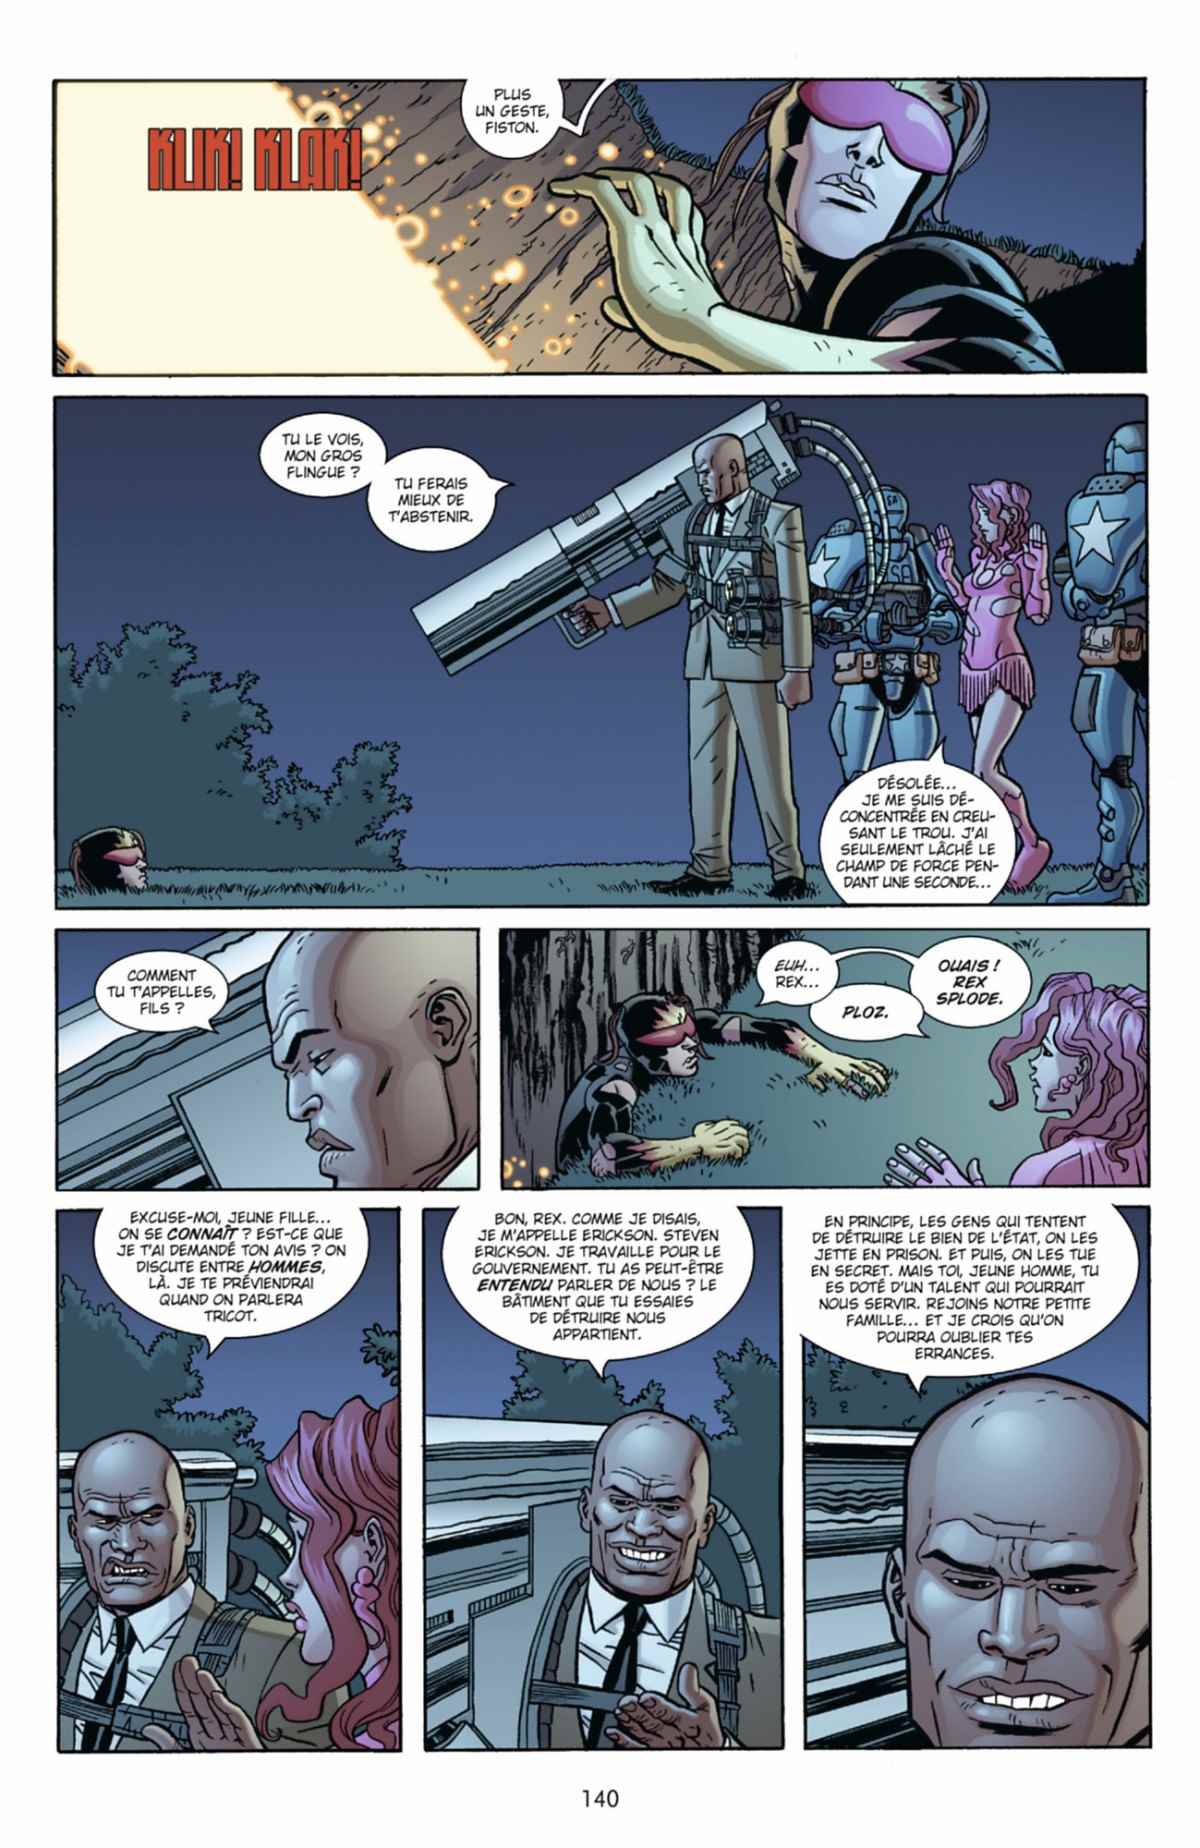 KLIK! KLAK!
PLUS
UN GESTE,
FISTON.
TU LE VOIS,
MON GROS
FLINGUE ?
TU FERAIS
MIEUX DE
T'ABSTENIR.
SA
SA
DÉSOLÉE...
JE ME SUIS DÉ-
CONCENTRÉE EN CREU-
SANT LE TROU. J'AI
SEULEMENT LÂCHÉ LE
CHAMP DE FORCE PEN-
DANT UNE SECONDE...
COMMENT
TU T'APPELLES,
FILS ?
EUH...
REX...
PLOZ.
OUAIS !
REX
SPLODE.
EXCUSE-MOI, JEUNE FILLE...
ON SE CONNAÎT ? EST-CE QUE
JE T'AI DEMANDÉ TON AVIS ? ON
DISCUTE ENTRE HOMMES,
LÀ. JE TE PRÉVIENDRAI
QUAND ON PARLERA
TRICOT.
BON, REX. COMME JE DISAIS,
JE M'APPELLE ERICKSON. STEVEN
ERICKSON. JE TRAVAILLE POUR LE
GOUVERNEMENT. TU AS PEUT-ÊTRE
ENTENDU PARLER DE NOUS ? LE
BÂTIMENT QUE TU ESSAIES
DE DÉTRUIRE NOUS
APPARTIENT.
EN PRINCIPE, LES GENS QUI TENTENT
DE DÉTRUIRE LE BIEN DE L'ÉTAT, ON LES
JETTE EN PRISON. ET PUIS, ON LES TUE
EN SECRET. MAIS TOI, JEUNE HOMME, TU
ES DOTÉ D'UN TALENT QUI POURRAIT
NOUS SERVIR. REJOINS NOTRE PETITE
FAMILLE... ET JE CROIS QU'ON
POURRA OUBLIER TES
ERRANCES.
140